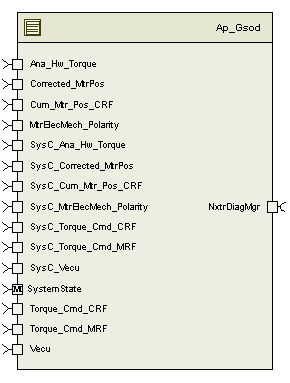 Ap_Gsod
Ana_Hw_Torque
Corrected_MtrPos
Cum_Mtr_Pos_CRF
MtrElecMech_Polarity
SysC_Ana_Hw_Torque
SysC_Corrected_MtrPos
SysC_Cum_Mtr_Pos_CRF
SysC_MtrElecMech_Polarity
NxtrDiagMgr
SysC_Torque_Cmd_CRF
SysC_Torque_Cmd_MRF
SysC_Vecu
M SystemState
Torque_Cmd_CRF
Torque_Cmd_MRF
Vecu